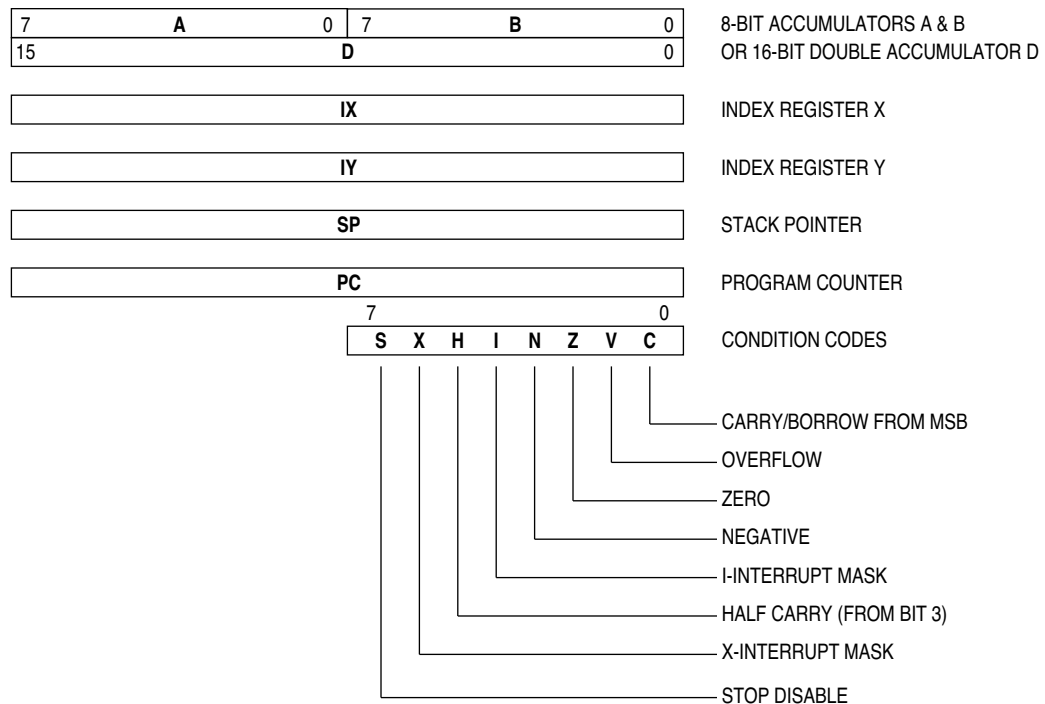 7 A 0 7 B 0 8-BIT ACCUMULATORS A & B
15 D 0 OR 16-BIT DOUBLE ACCUMULATOR D
IX INDEX REGISTER X
IY INDEX REGISTER Y
SP STACK POINTER
PC PROGRAM COUNTER
7 0
S X H I N Z V C CONDITION CODES
CARRY/BORROW FROM MSB
OVERFLOW
ZERO
NEGATIVE
I-INTERRUPT MASK
HALF CARRY (FROM BIT 3)
X-INTERRUPT MASK
STOP DISABLE